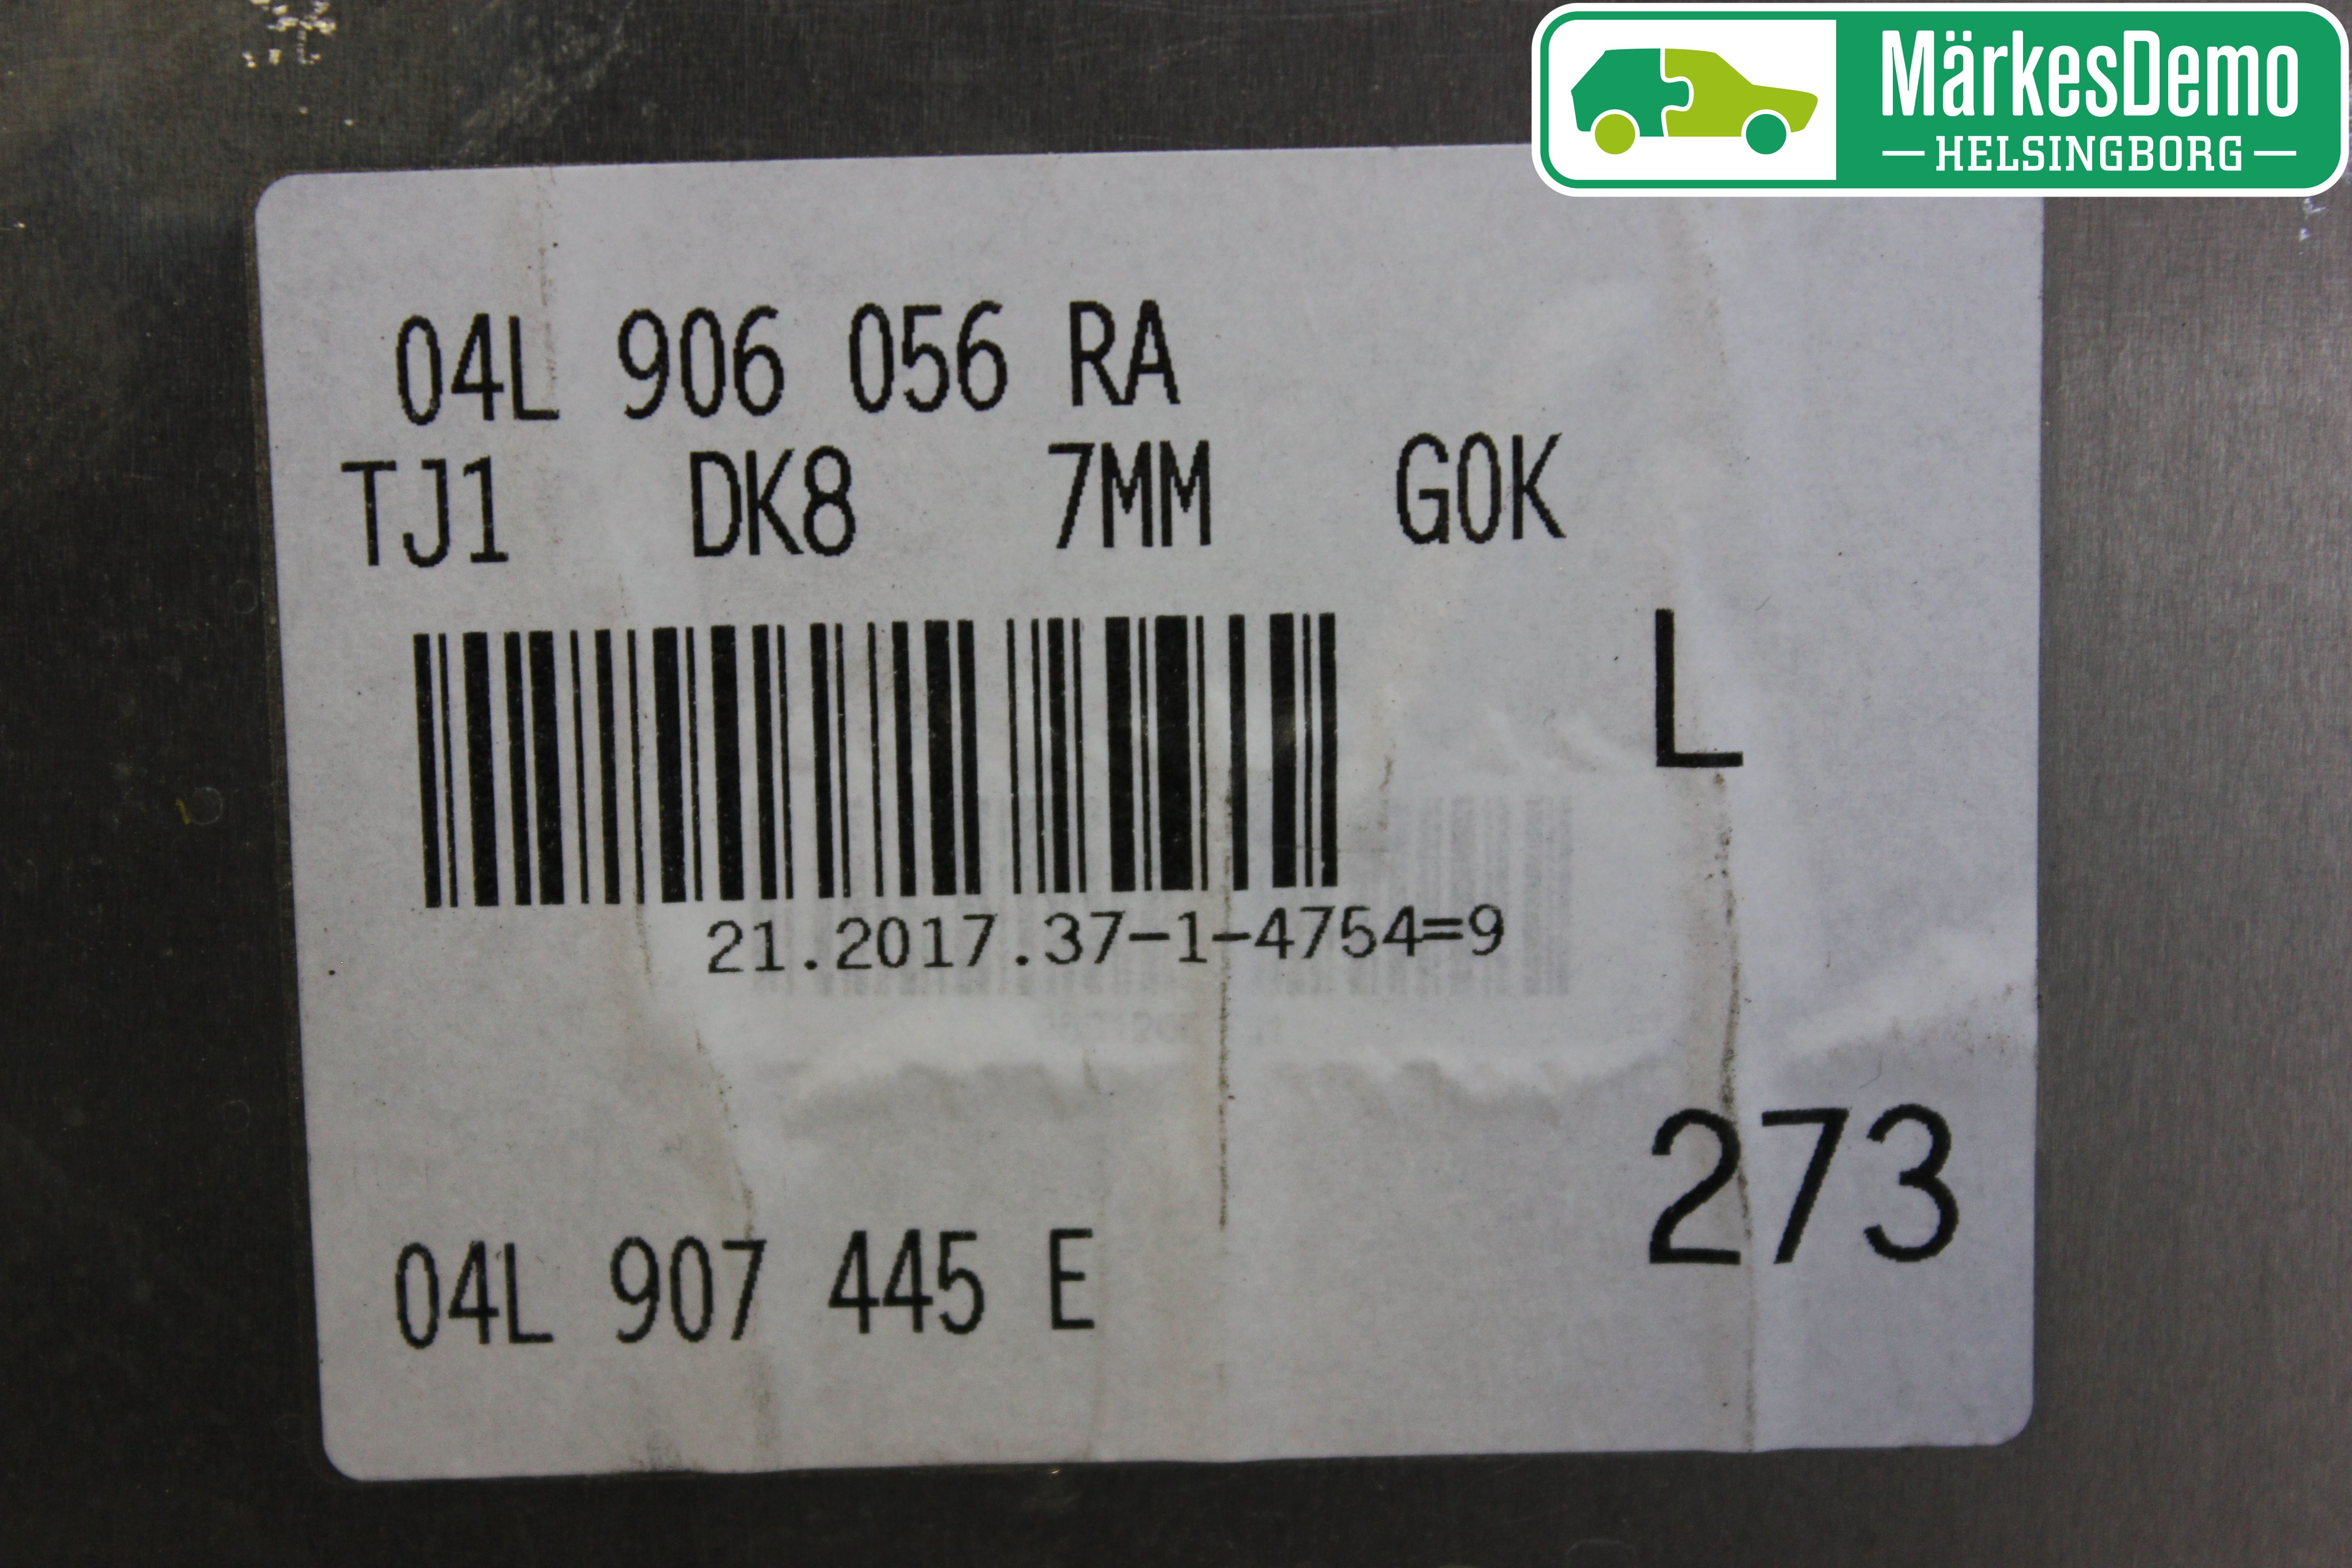 MärkesDemo
HELSINGBORG
04L 906 056 RA
TJ1 DK8 7MM G0K
L
21.2017.37-1-4754=9
273
04L 907 445 E